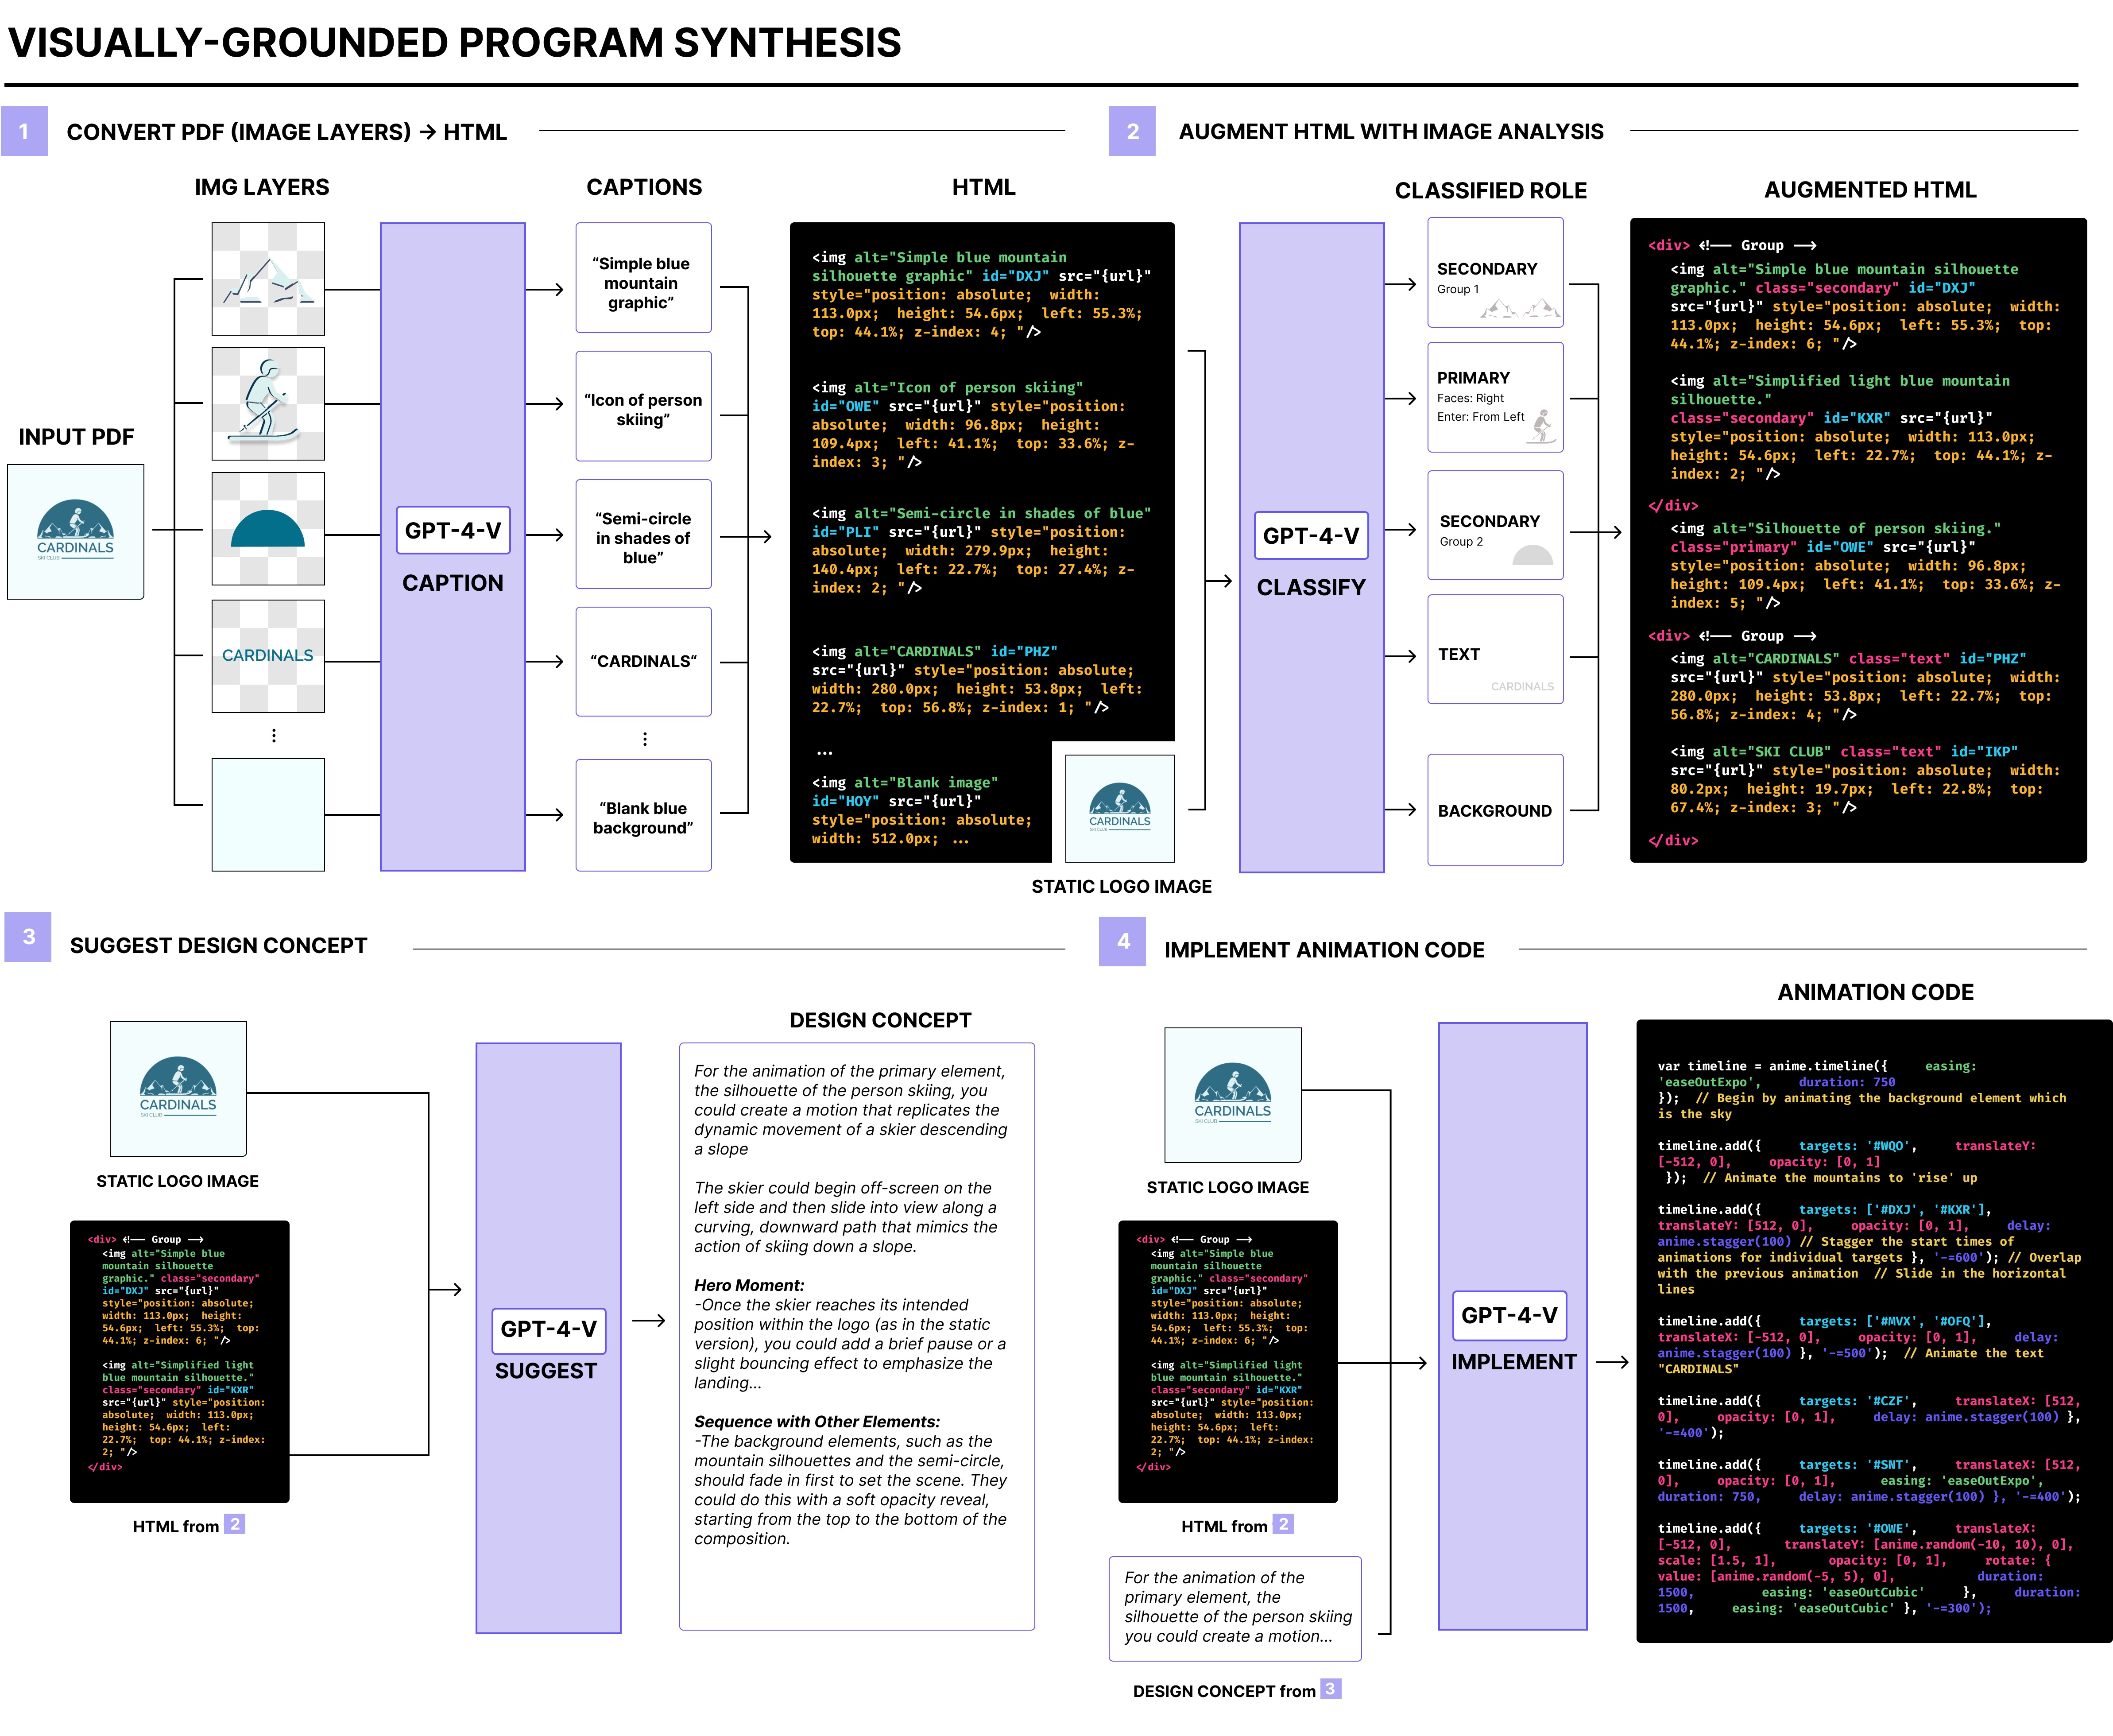 VISUALLY-GROUNDED PROGRAM SYNTHESIS
1
CONVERT PDF (IMAGE LAYERS) → HTML
INPUT PDF
CARDINALS
SKI CLUB
IMG LAYERS
CARDINALS
⋮
GPT-4-V
CAPTION
CAPTIONS
“Simple blue
mountain
graphic”
“Icon of person
skiing”
“Semi-circle
in shades of
blue”
“CARDINALS“
⋮
“Blank blue
background”
HTML
<img alt="Simple blue mountain
silhouette graphic" id="DXJ" src="{url}"
style="position: absolute;  width:
113.0px;  height: 54.6px;  left: 55.3%;
top: 44.1%; z-index: 4; "/>
<img alt="Icon of person skiing"
id="OWE" src="{url}" style="position:
absolute;  width: 96.8px;  height:
109.4px;  left: 41.1%;  top: 33.6%; z-
index: 3; "/>
<img alt="Semi-circle in shades of blue"
id="PLI" src="{url}" style="position:
absolute;  width: 279.9px;  height:
140.4px;  left: 22.7%;  top: 27.4%; z-
index: 2; "/>
<img alt="CARDINALS" id="PHZ"
src="{url}" style="position: absolute;
width: 280.0px;  height: 53.8px;  left:
22.7%;  top: 56.8%; z-index: 1; "/>
...
<img alt="Blank image"
id="HOY" src="{url}"
style="position: absolute;
width: 512.0px;  ...
CARDINALS
SKI CLUB
STATIC LOGO IMAGE
2
AUGMENT HTML WITH IMAGE ANALYSIS
GPT-4-V
CLASSIFY
CLASSIFIED ROLE
SECONDARY
Group 1
PRIMARY
Faces: Right
Enter: From Left
SECONDARY
Group 2
TEXT
CARDINALS
BACKGROUND
AUGMENTED HTML
<div> <!-- Group -->
<img alt="Simple blue mountain silhouette
graphic." class="secondary" id="DXJ"
src="{url}" style="position: absolute;  width:
113.0px;  height: 54.6px;  left: 55.3%;  top:
44.1%; z-index: 6; "/>
<img alt="Simplified light blue mountain
silhouette."
class="secondary" id="KXR" src="{url}"
style="position: absolute;  width: 113.0px;
height: 54.6px;  left: 22.7%;  top: 44.1%; z-
index: 2; "/>
</div>
<img alt="Silhouette of person skiing."
class="primary" id="OWE" src="{url}"
style="position: absolute;  width: 96.8px;
height: 109.4px;  left: 41.1%;  top: 33.6%; z-
index: 5; "/>
<div> <!-- Group -->
<img alt="CARDINALS" class="text" id="PHZ"
src="{url}" style="position: absolute;  width:
280.0px;  height: 53.8px;  left: 22.7%;  top:
56.8%; z-index: 4; "/>
<img alt="SKI CLUB" class="text" id="IKP"
src="{url}" style="position: absolute;  width:
80.2px;  height: 19.7px;  left: 22.8%;  top:
67.4%; z-index: 3; "/>
</div>
3
SUGGEST DESIGN CONCEPT
CARDINALS
SKI CLUB
STATIC LOGO IMAGE
<div> <!-- Group -->
<img alt="Simple blue
mountain silhouette
graphic." class="secondary"
id="DXJ" src="{url}"
style="position: absolute;
width: 113.0px;  height:
54.6px;  left: 55.3%;  top:
44.1%; z-index: 6; "/>
<img alt="Simplified light
blue mountain silhouette."
class="secondary" id="KXR"
src="{url}" style="position:
absolute;  width: 113.0px;
height: 54.6px;  left:
22.7%;  top: 44.1%; z-index:
2; "/>
</div>
HTML from 2
GPT-4-V
SUGGEST
DESIGN CONCEPT
For the animation of the primary element,
the silhouette of the person skiing, you
could create a motion that replicates the
dynamic movement of a skier descending
a slope
The skier could begin off-screen on the
left side and then slide into view along a
curving, downward path that mimics the
action of skiing down a slope.
Hero Moment:
-Once the skier reaches its intended
position within the logo (as in the static
version), you could add a brief pause or a
slight bouncing effect to emphasize the
landing...
Sequence with Other Elements:
-The background elements, such as the
mountain silhouettes and the semi-circle,
should fade in first to set the scene. They
could do this with a soft opacity reveal,
starting from the top to the bottom of the
composition.
4
IMPLEMENT ANIMATION CODE
CARDINALS
SKI CLUB
STATIC LOGO IMAGE
<div> <!-- Group -->
<img alt="Simple blue
mountain silhouette
graphic." class="secondary"
id="DXJ" src="{url}"
style="position: absolute;
width: 113.0px;  height:
54.6px;  left: 55.3%;  top:
44.1%; z-index: 6; "/>
<img alt="Simplified light
blue mountain silhouette."
class="secondary" id="KXR"
src="{url}" style="position:
absolute;  width: 113.0px;
height: 54.6px;  left:
22.7%;  top: 44.1%; z-index:
2; "/>
</div>
HTML from 2
For the animation of the
primary element, the
silhouette of the person skiing
you could create a motion...
DESIGN CONCEPT from 3
GPT-4-V
IMPLEMENT
ANIMATION CODE
var timeline = anime.timeline({     easing:
'easeOutExpo',     duration: 750
});  // Begin by animating the background element which
is the sky
timeline.add({     targets: '#WQO',     translateY:
[-512, 0],     opacity: [0, 1]
});  // Animate the mountains to 'rise' up
timeline.add({     targets: ['#DXJ', '#KXR'],
translateY: [512, 0],     opacity: [0, 1],     delay:
anime.stagger(100) // Stagger the start times of
animations for individual targets }, '-=600'); // Overlap
with the previous animation  // Slide in the horizontal
lines
timeline.add({     targets: ['#MVX', '#OFQ'],
translateX: [-512, 0],     opacity: [0, 1],     delay:
anime.stagger(100) }, '-=500');  // Animate the text
"CARDINALS"
timeline.add({     targets: '#CZF',     translateX: [512,
0],     opacity: [0, 1],     delay: anime.stagger(100) },
'-=400');
timeline.add({     targets: '#SNT',     translateX: [512,
0],     opacity: [0, 1],      easing: 'easeOutExpo',
duration: 750,     delay: anime.stagger(100) }, '-=400');
timeline.add({     targets: '#OWE',     translateX:
[-512, 0],      translateY: [anime.random(-10, 10), 0],
scale: [1.5, 1],       opacity: [0, 1],     rotate: {
value: [anime.random(-5, 5), 0],           duration:
1500,         easing: 'easeOutCubic'     },     duration:
1500,     easing: 'easeOutCubic' }, '-=300');